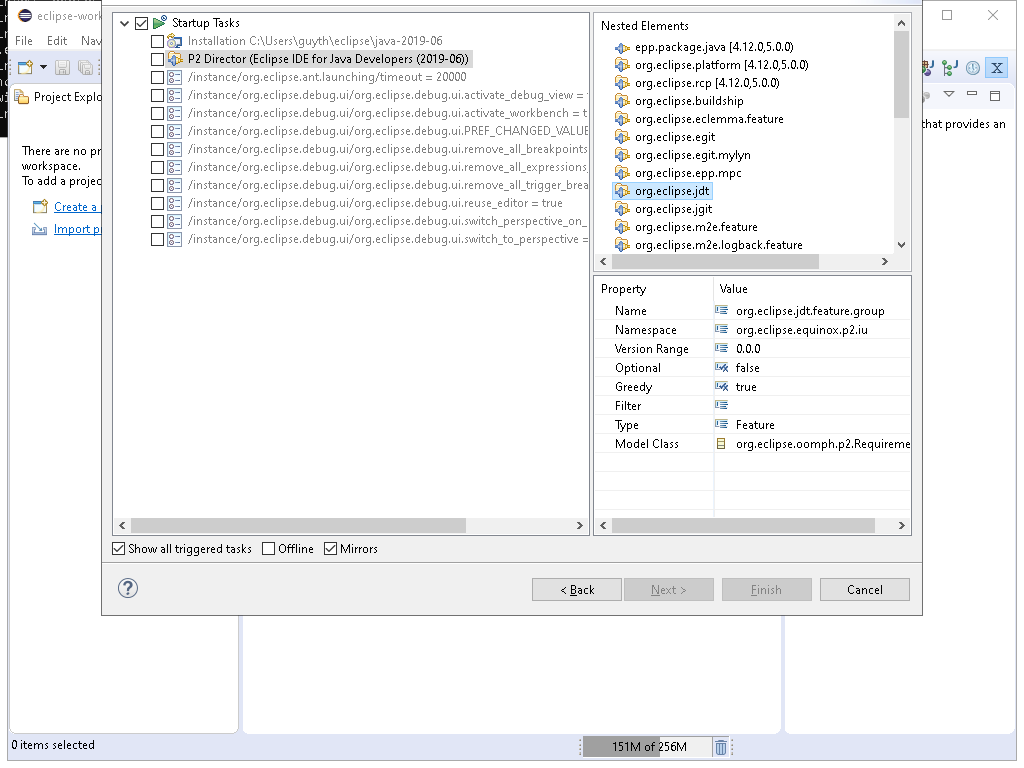 eclipse-work
File Edit Nav
Project Explo
There are no pr
workspace.
To add a projec
Create a
Import pr
Startup Tasks
Installation C:\Users\guyth\eclipse\java-2019-06
P2 Director (Eclipse IDE for Java Developers (2019-06))
/instance/org.eclipse.ant.launching/timeout = 20000
/instance/org.eclipse.debug.ui/org.eclipse.debug.ui.activate_debug_view =
/instance/org.eclipse.debug.ui/org.eclipse.debug.ui.activate_workbench = t
/instance/org.eclipse.debug.ui/org.eclipse.debug.ui.PREF_CHANGED_VALUE
/instance/org.eclipse.debug.ui/org.eclipse.debug.ui.remove_all_breakpoints
/instance/org.eclipse.debug.ui/org.eclipse.debug.ui.remove_all_expressions
/instance/org.eclipse.debug.ui/org.eclipse.debug.ui.remove_all_trigger_brea
/instance/org.eclipse.debug.ui/org.eclipse.debug.ui.reuse_editor = true
/instance/org.eclipse.debug.ui/org.eclipse.debug.ui.switch_perspective_on_
/instance/org.eclipse.debug.ui/org.eclipse.debug.ui.switch_to_perspective =
Nested Elements
epp.package.java [4.12.0,5.0.0)
org.eclipse.platform [4.12.0,5.0.0)
org.eclipse.rcp [4.12.0,5.0.0)
org.eclipse.buildship
org.eclipse.eclemma.feature
org.eclipse.egit
org.eclipse.egit.mylyn
org.eclipse.epp.mpc
org.eclipse.jdt
org.eclipse.jgit
org.eclipse.m2e.feature
org.eclipse.m2e.logback.feature
Property Value
Name org.eclipse.jdt.feature.group
Namespace org.eclipse.equinox.p2.iu
Version Range 0.0.0
Optional false
Greedy true
Filter
Type Feature
Model Class org.eclipse.oomph.p2.Requireme
that provides an
Show all triggered tasks Offline Mirrors
< Back Next > Finish Cancel
0 items selected
151M of 256M